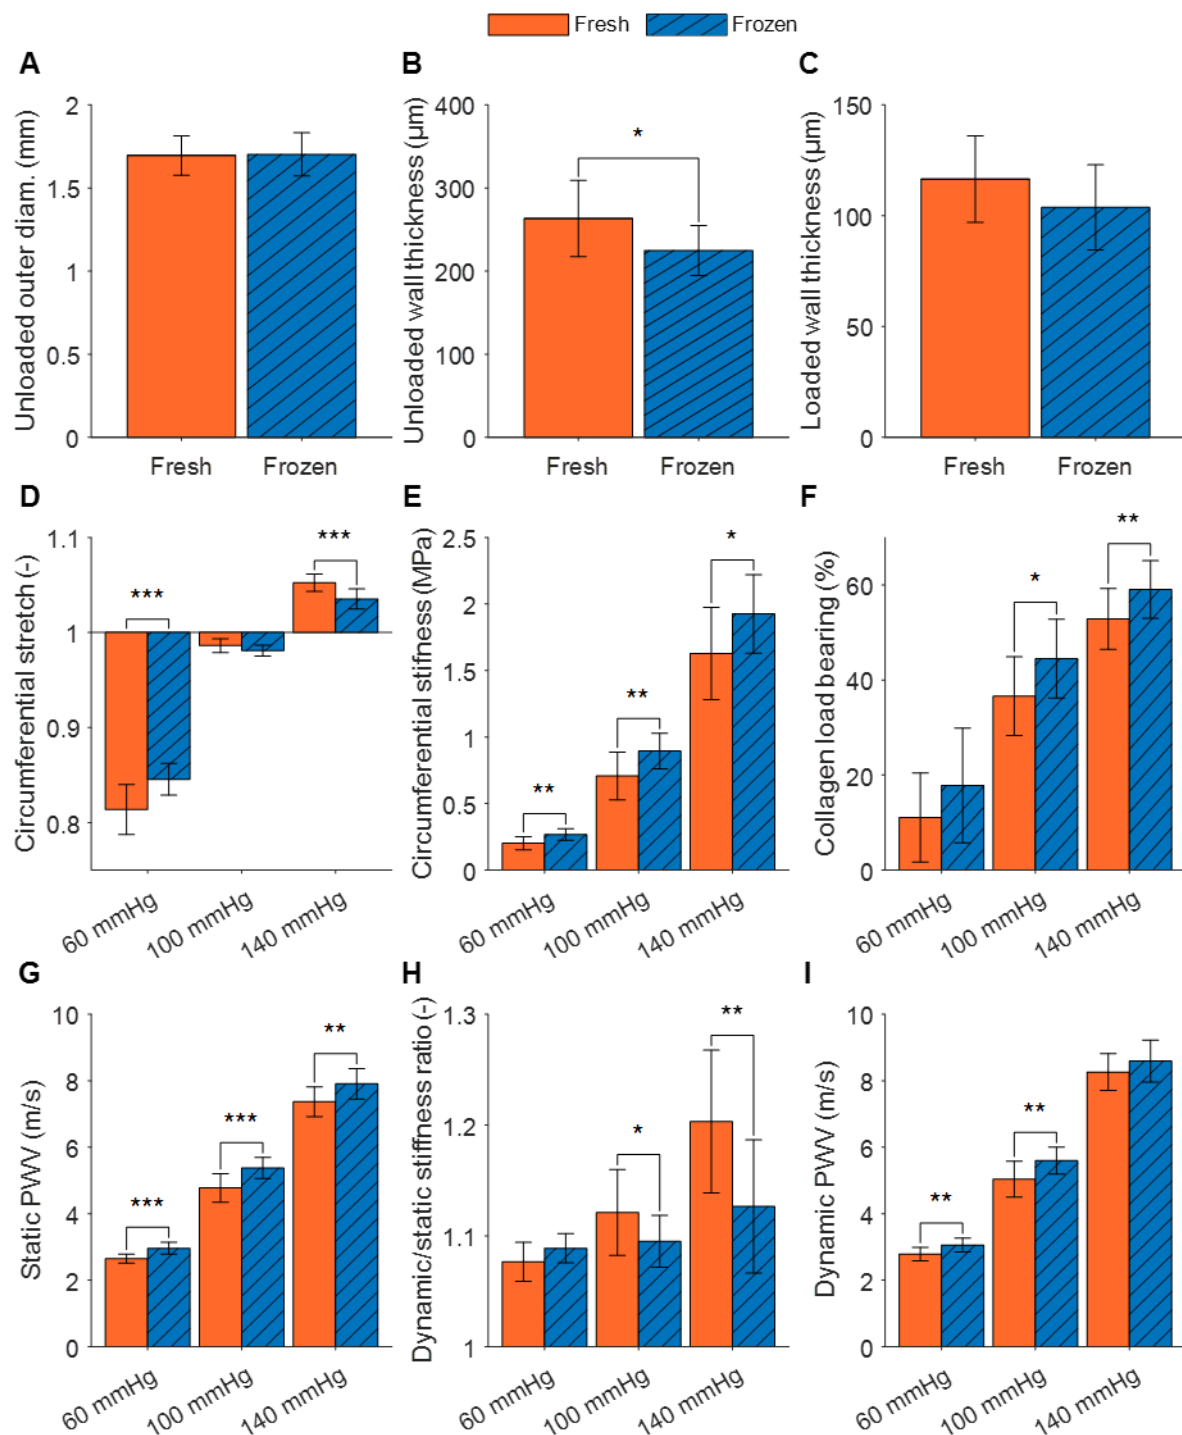 Fresh Frozen
A B C
Unloaded outer diam. (mm)
2
1.5
1
0.5
0
Fresh Frozen
Unloaded wall thickness (µm)
400
300
200
100
0
*
Fresh Frozen
Loaded wall thickness (µm)
150
100
50
0
Fresh Frozen
D E F
Circumferential stretch (-)
1.1
1
0.9
0.8
*** ***
60 mmHg 100 mmHg 140 mmHg
Circumferential stifness (MPa)
2.5
2
1.5
1
0.5
0
** ** *
60 mmHg 100 mmHg 140 mmHg
Collagen load bearing (%)
60
40
20
0
* **
60 mmHg 100 mmHg 140 mmHg
G H I
Static PWV (m/s)
10
8
6
4
2
0
*** *** **
60 mmHg 100 mmHg 140 mmHg
Dynamic/static stiffness ratio (-)
1.3
1.2
1.1
1
* **
60 mmHg 100 mmHg 140 mmHg
Dynamic PWV (m/s)
10
8
6
4
2
0
** **
60 mmHg 100 mmHg 140 mmHg